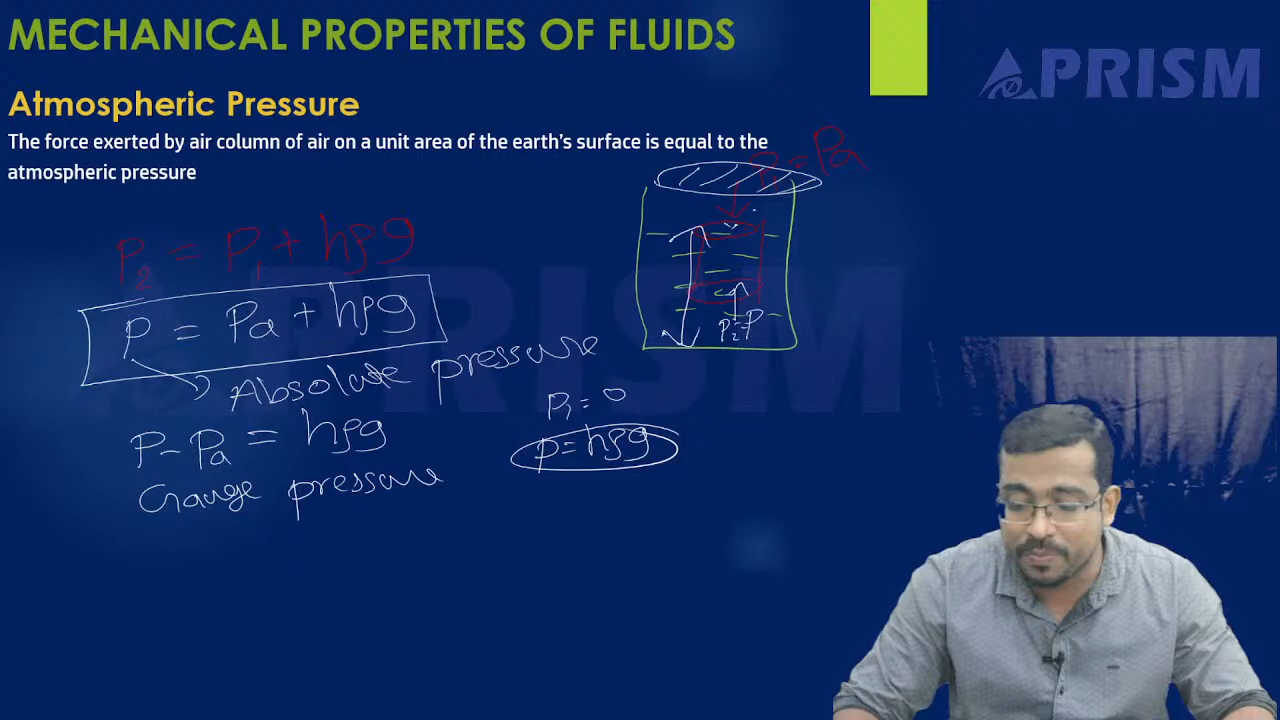 MECHANICAL PROPERTIES OF FLUIDS
PRISM
Atmospheric Pressure
The force exerted by air column of air on a unit area of the earth's surface is equal to the
atmospheric pressure
P₁ = Pa
P₂ = P₁ + hρg
P = Pa + hρg
P₂ = P
Absolute pressure
P₁ = 0
P - Pa = hρg
P = hρg
Gauge pressure
PRISM